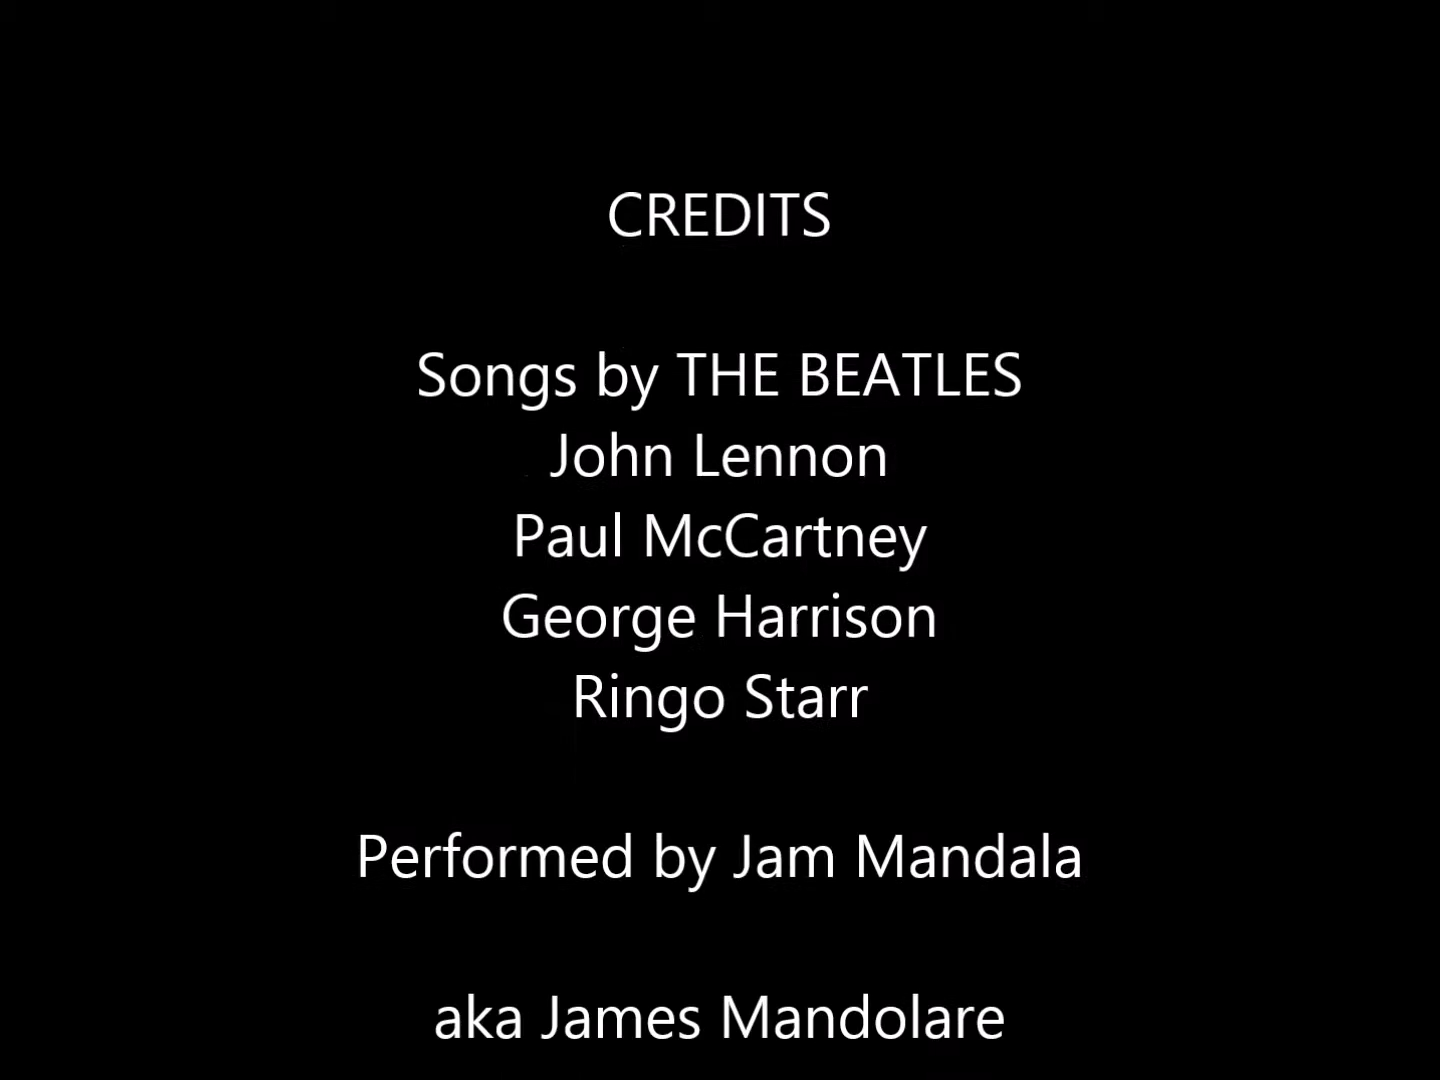 CREDITS
Songs by THE BEATLES
John Lennon
Paul McCartney
George Harrison
Ringo Starr
Performed by Jam Mandala
aka James Mandolare